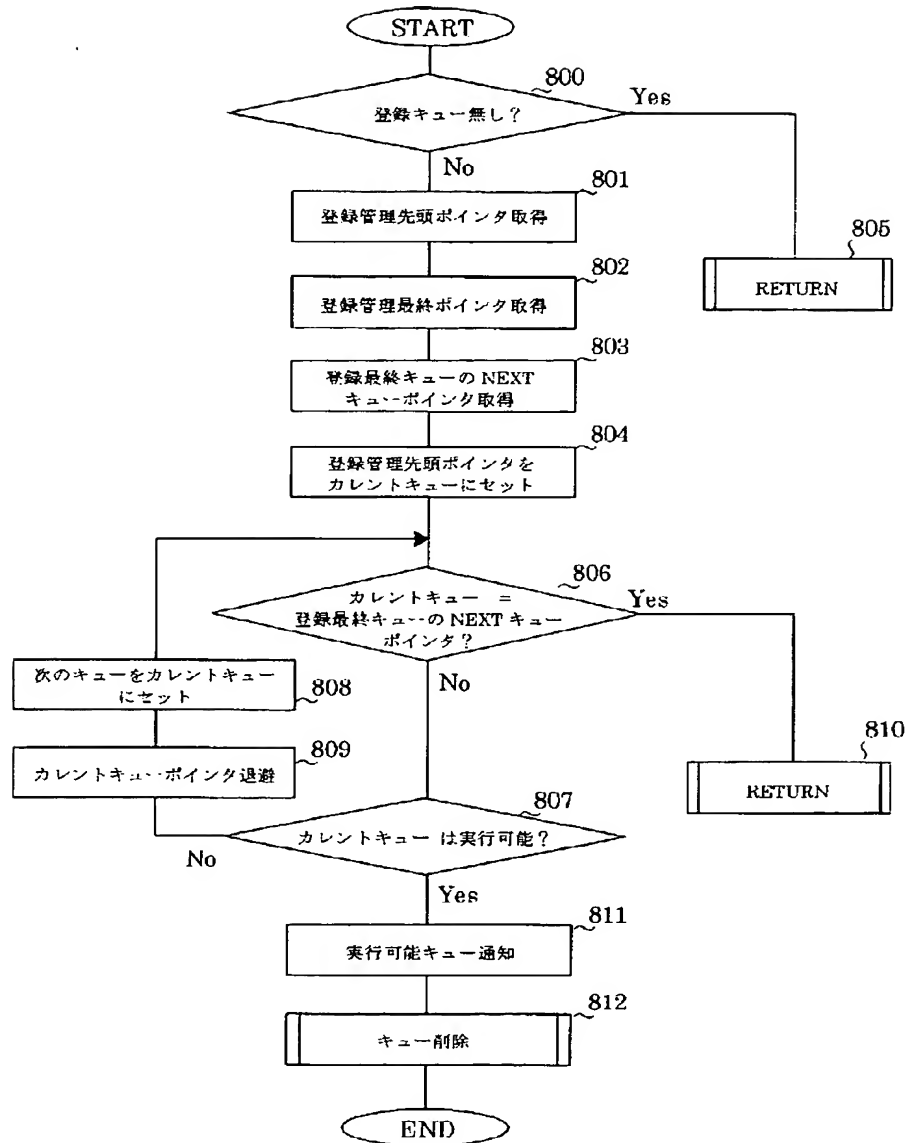 START
800
登録キュー無し?
Yes
No
801
登録管理先頭ポインタ取得
805
RETURN
802
登録管理最終ポインタ取得
803
登録最終キューの NEXT
キューポインタ取得
804
登録管理先頭ポインタを
カレントキューにセット
806
カレントキュー =
登録最終キューの NEXT キュー
ポインタ?
Yes
No
次のキューをカレントキュー
にセット
808
809
カレントキューポインタ退避
810
RETURN
807
カレントキュー は実行可能?
No
Yes
811
実行可能キュー通知
812
キュー削除
END